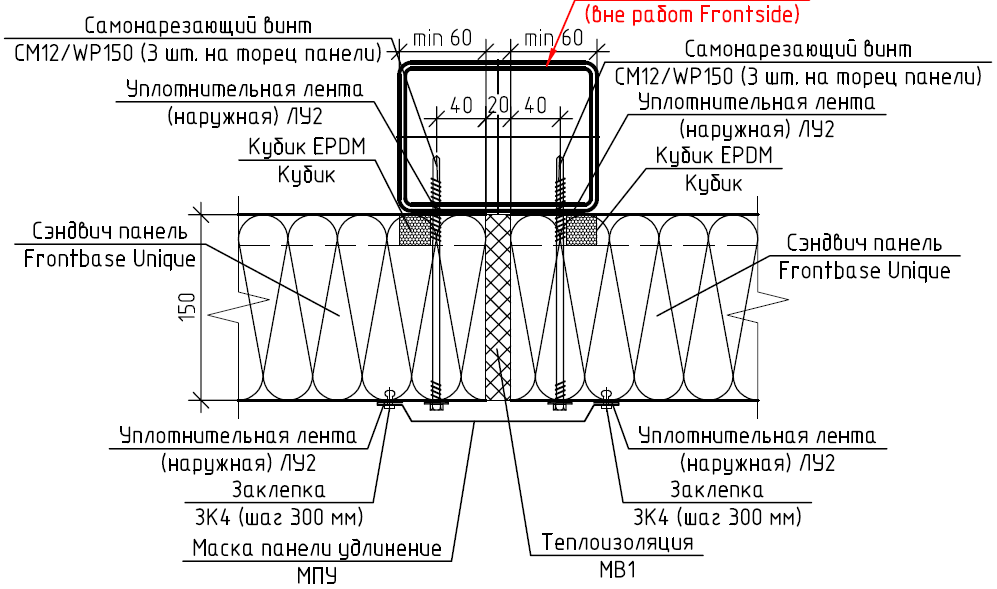 (вне работ Frontside)
Самонарезающий винт
СМ12/WP150 (3 шт. на торец панели)
min 60
min 60
Самонарезающий винт
СМ12/WP150 (3 шт. на торец панели)
Уплотнительная лента
(наружная) ЛУ2
40
20
40
Уплотнительная лента
(наружная) ЛУ2
Кубик EPDM
Кубик
Кубик EPDM
Кубик
Сэндвич панель
Frontbase Unique
Сэндвич панель
Frontbase Unique
150
Уплотнительная лента
(наружная) ЛУ2
Уплотнительная лента
(наружная) ЛУ2
Заклепка
ЗК4 (шаг 300 мм)
Заклепка
ЗК4 (шаг 300 мм)
Маска панели удлинение
МПУ
Теплоизоляция
МВ1